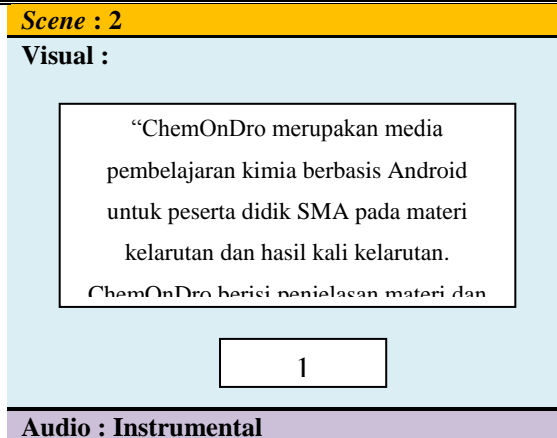 Scene : 2
Visual :
“ChemOnDro merupakan media
pembelajaran kimia berbasis Android
untuk peserta didik SMA pada materi
kelarutan dan hasil kali kelarutan.
ChemOnDro berisi penjelasan materi dan
1
Audio : Instrumental